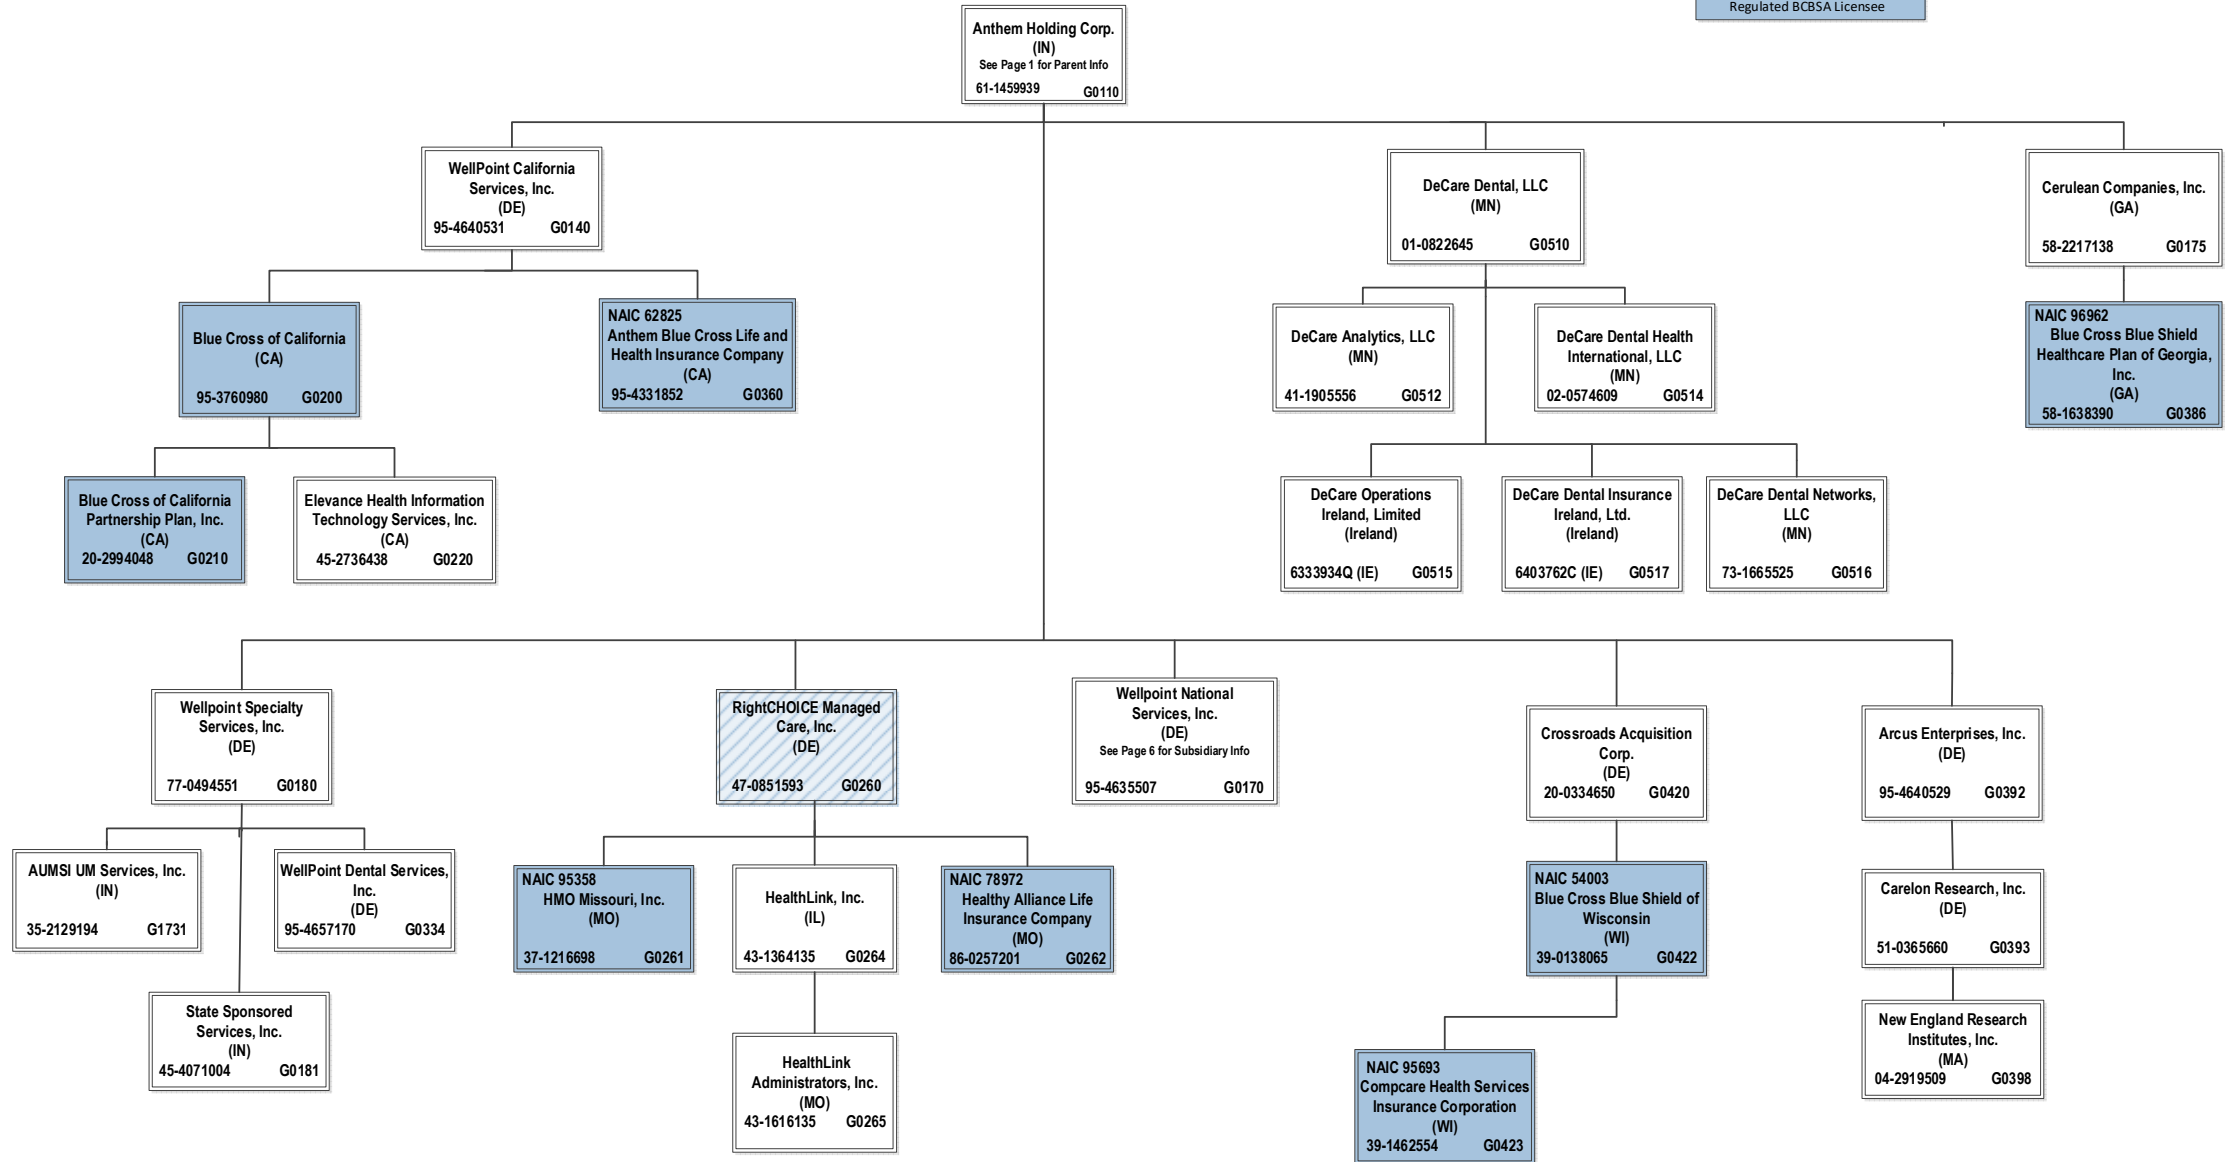 Regulated BCBSA Licensee
Anthem Holding Corp.
(IN)
See Page 1 for Parent Info
61-1459939 G0110
WellPoint California
Services, Inc.
(DE)
95-4640531 G0140
DeCare Dental, LLC
(MN)
01-0822645 G0510
Cerulean Companies, Inc.
(GA)
58-2217138 G0175
Blue Cross of California
(CA)
95-3760980 G0200
NAIC 62825
Anthem Blue Cross Life and
Health Insurance Company
(CA)
95-4331852 G0360
DeCare Analytics, LLC
(MN)
41-1905556 G0512
DeCare Dental Health
International, LLC
(MN)
02-0574609 G0514
NAIC 96962
Blue Cross Blue Shield
Healthcare Plan of Georgia,
Inc.
(GA)
58-1638390 G0386
Blue Cross of California
Partnership Plan, Inc.
(CA)
20-2994048 G0210
Elevance Health Information
Technology Services, Inc.
(CA)
45-2736438 G0220
DeCare Operations
Ireland, Limited
(Ireland)
6333934Q (IE) G0515
DeCare Dental Insurance
Ireland, Ltd.
(Ireland)
6403762C (IE) G0517
DeCare Dental Networks,
LLC
(MN)
73-1665525 G0516
Wellpoint Specialty
Services, Inc.
(DE)
77-0494551 G0180
RightCHOICE Managed
Care, Inc.
(DE)
47-0851593 G0260
Wellpoint National
Services, Inc.
(DE)
See Page 6 for Subsidiary Info
95-4635507 G0170
Crossroads Acquisition
Corp.
(DE)
20-0334650 G0420
Arcus Enterprises, Inc.
(DE)
95-4640529 G0392
AUMSI UM Services, Inc.
(IN)
35-2129194 G1731
WellPoint Dental Services,
Inc.
(DE)
95-4657170 G0334
NAIC 95358
HMO Missouri, Inc.
(MO)
37-1216698 G0261
HealthLink, Inc.
(IL)
43-1364135 G0264
NAIC 78972
Healthy Alliance Life
Insurance Company
(MO)
86-0257201 G0262
NAIC 54003
Blue Cross Blue Shield of
Wisconsin
(WI)
39-0138065 G0422
Carelon Research, Inc.
(DE)
51-0365660 G0393
State Sponsored
Services, Inc.
(IN)
45-4071004 G0181
HealthLink
Administrators, Inc.
(MO)
43-1616135 G0265
NAIC 95693
Compcare Health Services
Insurance Corporation
(WI)
39-1462554 G0423
New England Research
Institutes, Inc.
(MA)
04-2919509 G0398